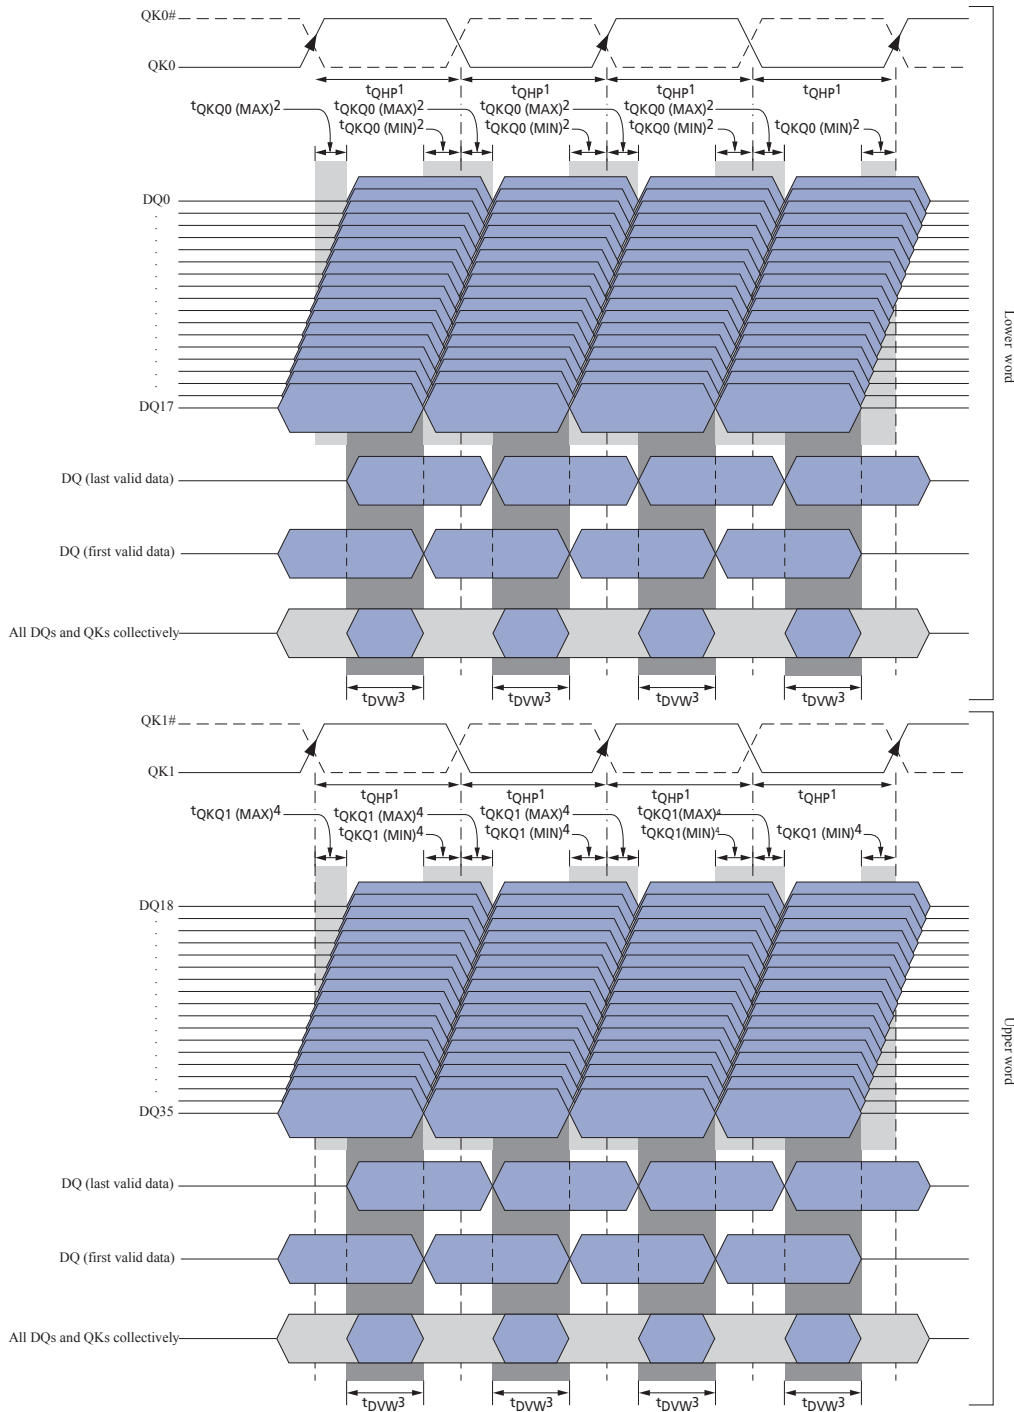 QK0#
QK0
tQHP1 tQHP1 tQHP1 tQHP1
tQKQ0 (MAX)2 tQKQ0 (MAX)2 tQKQ0 (MAX)2 tQKQ0 (MAX)2
tQKQ0 (MIN)2 tQKQ0 (MIN)2 tQKQ0 (MIN)2 tQKQ0 (MIN)2
DQ0
DQ17
DQ (last valid data)
DQ (first valid data)
All DQs and QKs collectively
tDVW3 tDVW3 tDVW3 tDVW3
Lower word
QK1#
QK1
tQHP1 tQHP1 tQHP1 tQHP1
tQKQ1 (MAX)4 tQKQ1 (MAX)4 tQKQ1 (MAX)4 tQKQ1(MAX)4
tQKQ1 (MIN)4 tQKQ1 (MIN)4 tQKQ1(MIN)4 tQKQ1 (MIN)4
DQ18
DQ35
DQ (last valid data)
DQ (first valid data)
All DQs and QKs collectively
tDVW3 tDVW3 tDVW3 tDVW3
Upper word